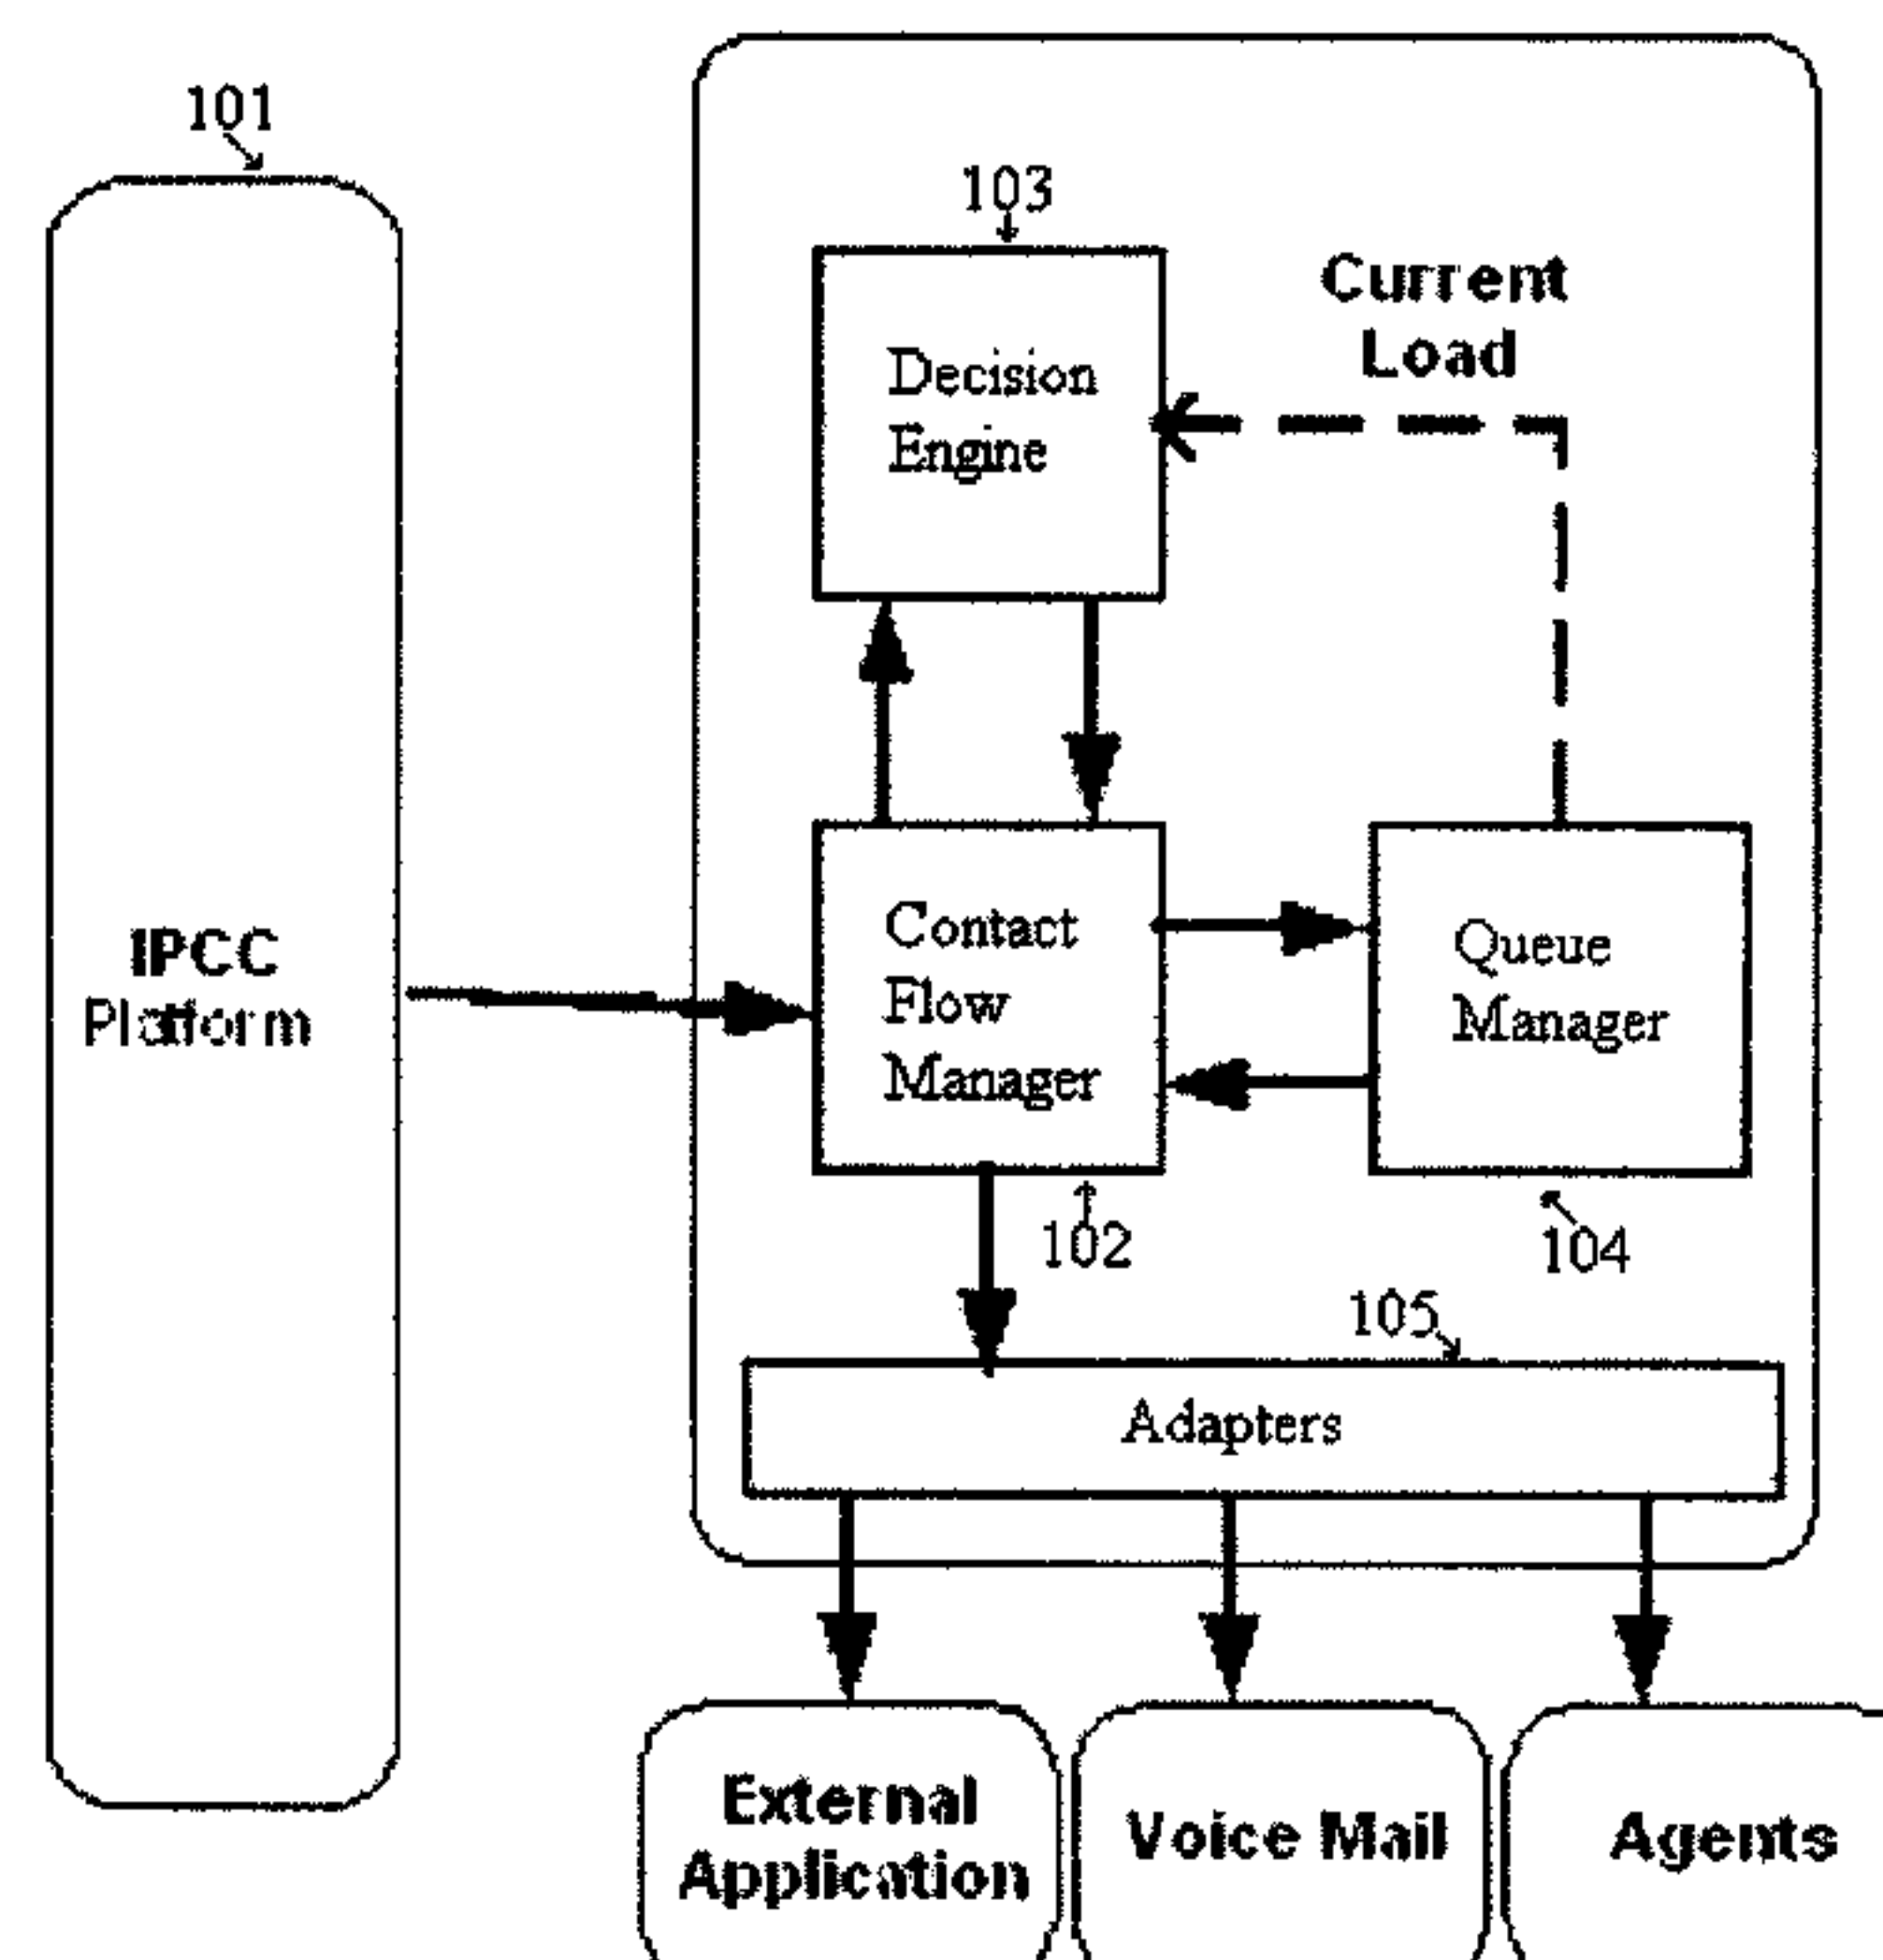 101
103
Current
Load
Decision
Engine
IPCC
Platform
Contact
Flow
Manager
Queue
Manager
102
104
105
Adapters
External
Application
Voice Mail
Agents